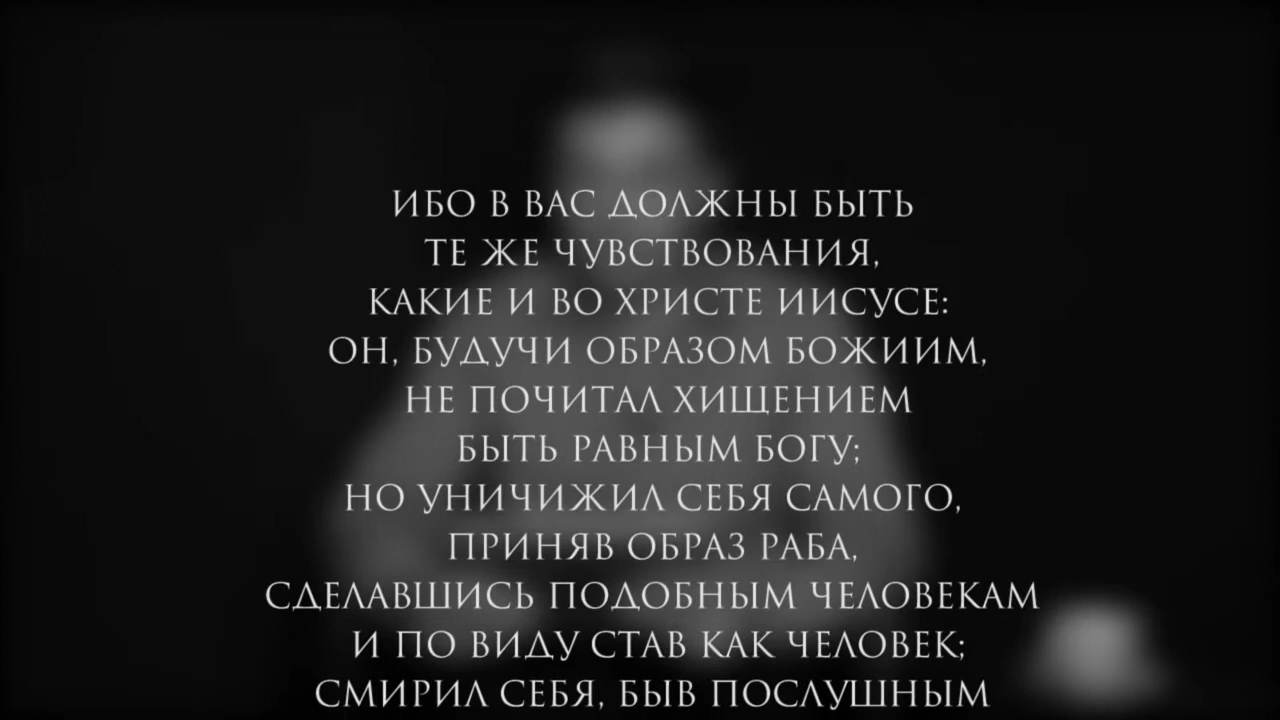 ИБО В ВАС ДОЛЖНЫ БЫТЬ
ТЕ ЖЕ ЧУВСТВОВАНИЯ,
КАКИЕ И ВО ХРИСТЕ ИИСУСЕ:
ОН, БУДУЧИ ОБРАЗОМ БОЖИИМ,
НЕ ПОЧИТАЛ ХИЩЕНИЕМ
БЫТЬ РАВНЫМ БОГУ;
НО УНИЧИЖИЛ СЕБЯ САМОГО,
ПРИНЯВ ОБРАЗ РАБА,
СДЕЛАВШИСЬ ПОДОБНЫМ ЧЕЛОВЕКАМ
И ПО ВИДУ СТАВ КАК ЧЕЛОВЕК;
СМИРИЛ СЕБЯ, БЫВ ПОСЛУШНЫМ